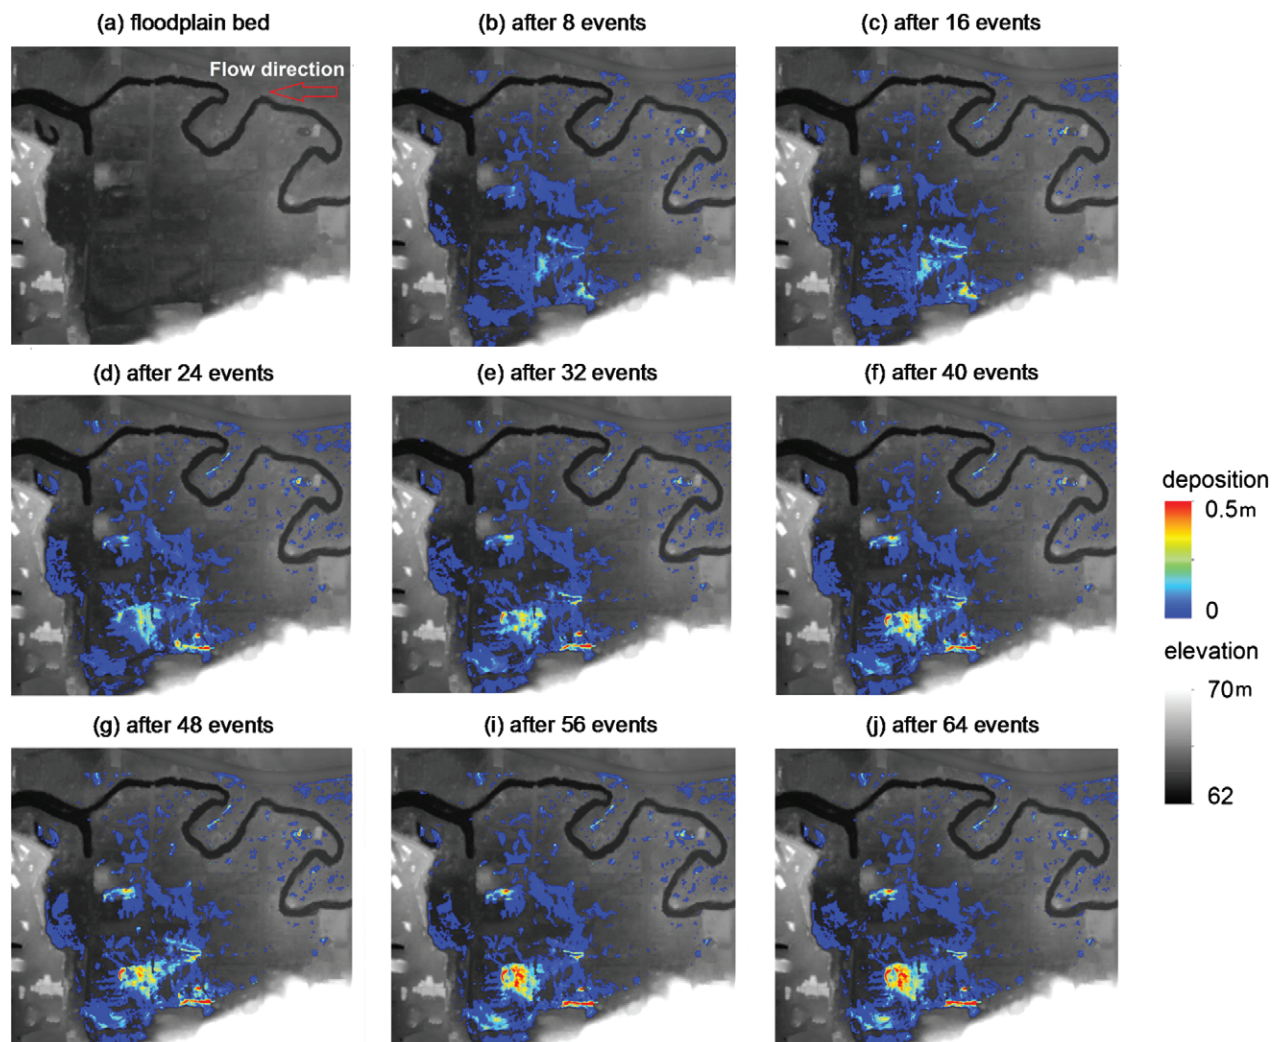 (a) floodplain bed
(b) after 8 events
(c) after 16 events
Flow direction
(d) after 24 events
(e) after 32 events
(f) after 40 events
deposition
0.5m
0
elevation
70m
62
(g) after 48 events
(i) after 56 events
(j) after 64 events